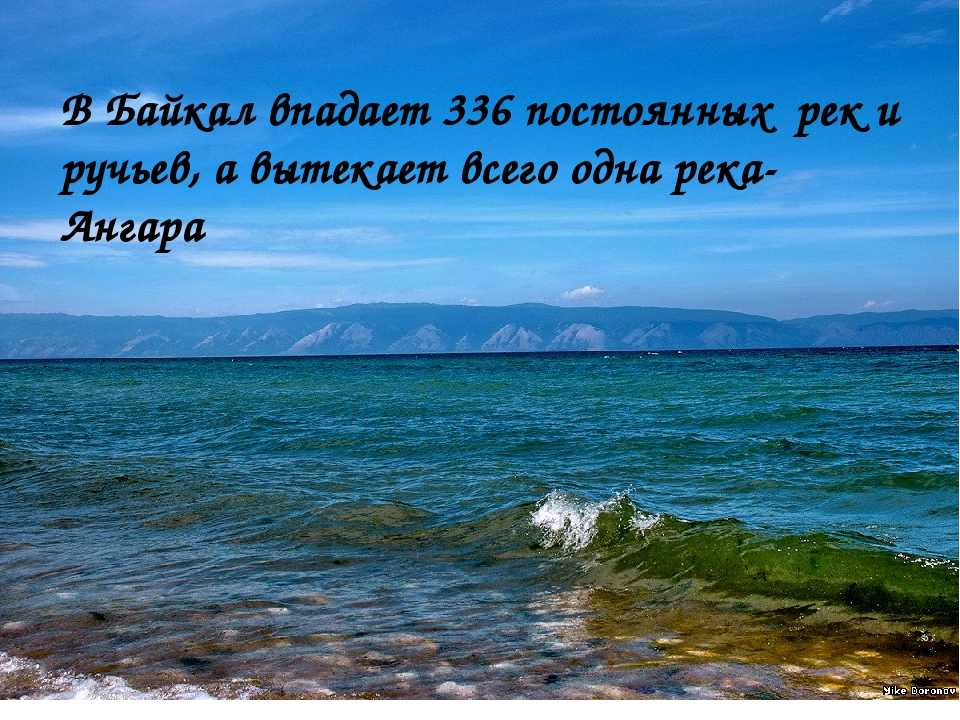 В Байкал впадает 336 постоянных рек и
ручьев, а вытекает всего одна река-
Ангара
Mike Doronov